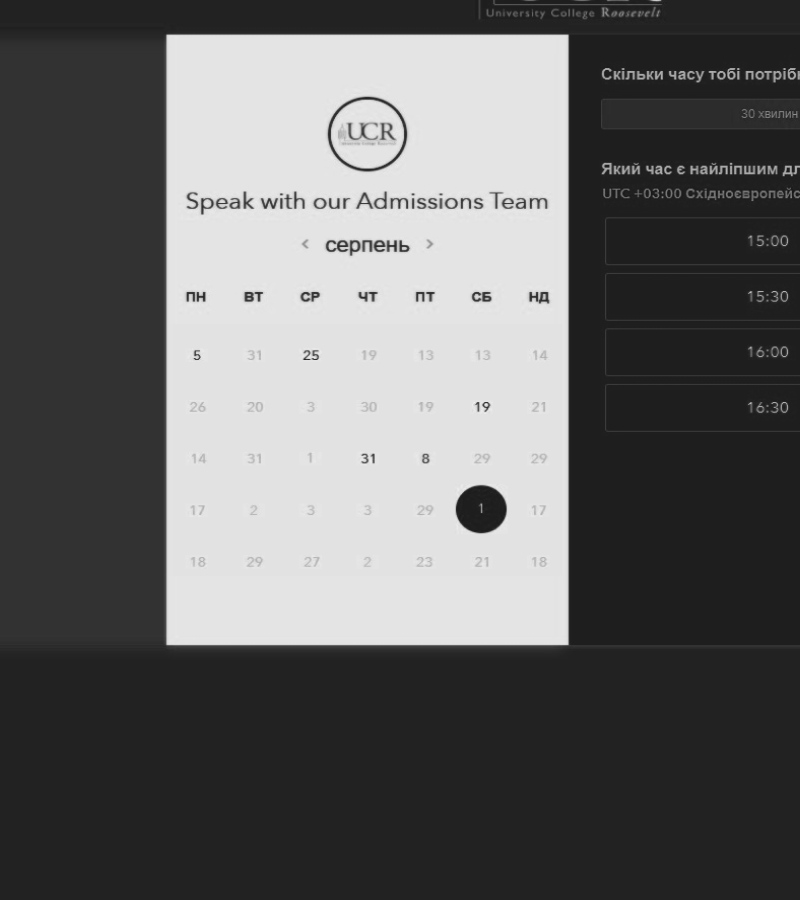 University College Roosevelt
UCR
Speak with our Admissions Team
< серпень >
ПН ВТ СР ЧТ ПТ СБ НД
5 31 25 19 13 13 14
26 20 3 30 19 19 21
14 31 1 31 8 29 29
17 2 3 3 29 1 17
18 29 27 2 23 21 18
Скільки часу тобі потріб
30 хвилин
Який час є найліпшим дл
UTC +03:00 Східноєвропейс
15:00
15:30
16:00
16:30